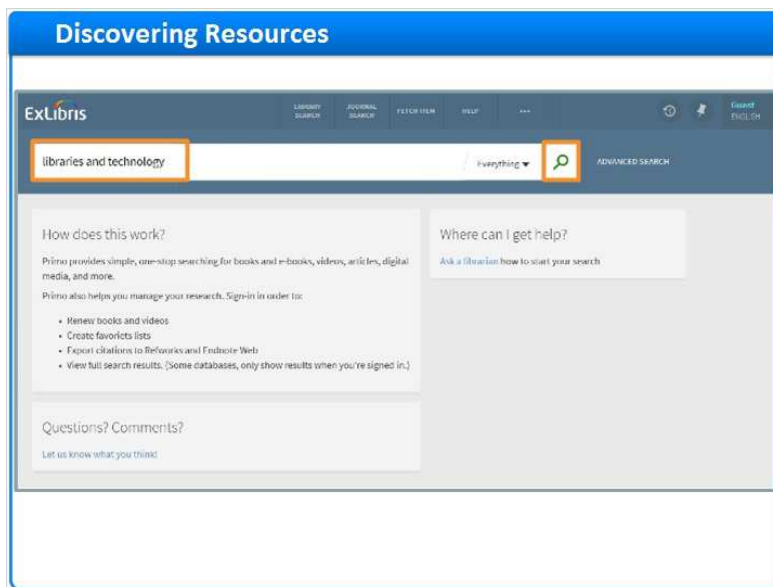 Discovering Resources
ExLibris
LIBRARY SEARCH
JOURNAL SEARCH
FETCH ITEM
HELP
...
Guest
ENGLISH
libraries and technology
Everything
ADVANCED SEARCH
How does this work?
Primo provides simple, one-stop searching for books and e-books, videos, articles, digital
media, and more.
Primo also helps you manage your research. Sign-in in order to:
• Renew books and videos
• Create favoriets lists
• Export citations to Refworks and Endnote Web
• View full search results. (Some databases, only show results when you're signed in.)
Where can I get help?
Ask a librarian how to start your search
Questions? Comments?
Let us know what you think!